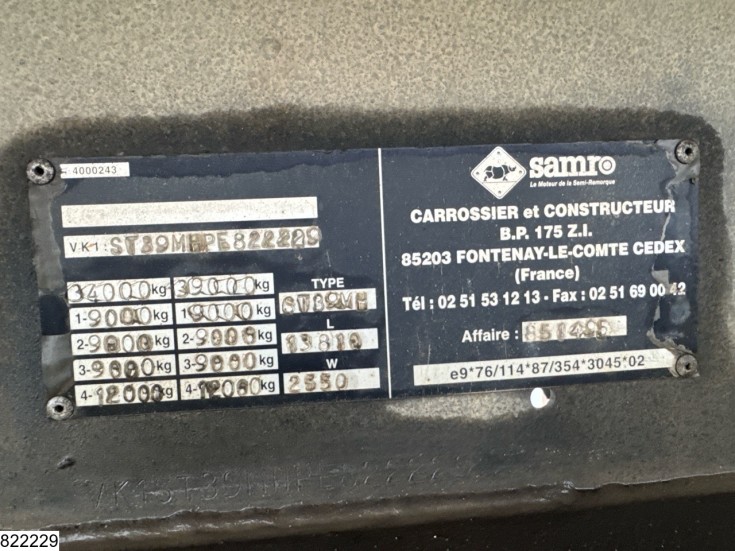 4000243
VK1: ST39MHPE822229
34000 kg 39000 kg
1-9000 kg 1 9000 kg
2-9000 kg 2-9000 kg
3-9000 kg 3-9000 kg
4-12000 kg 4-12000 kg
TYPE
ST39MH
L
13810
W
2550
samro
Le Moteur de la Semi-Remorque
CARROSSIER et CONSTRUCTEUR
B.P. 175 Z.I.
85203 FONTENAY-LE-COMTE CEDEX
(France)
Tél : 02 51 53 12 13 - Fax : 02 51 69 00 42
Affaire :
e9*76/114*87/354*3045*02
822229